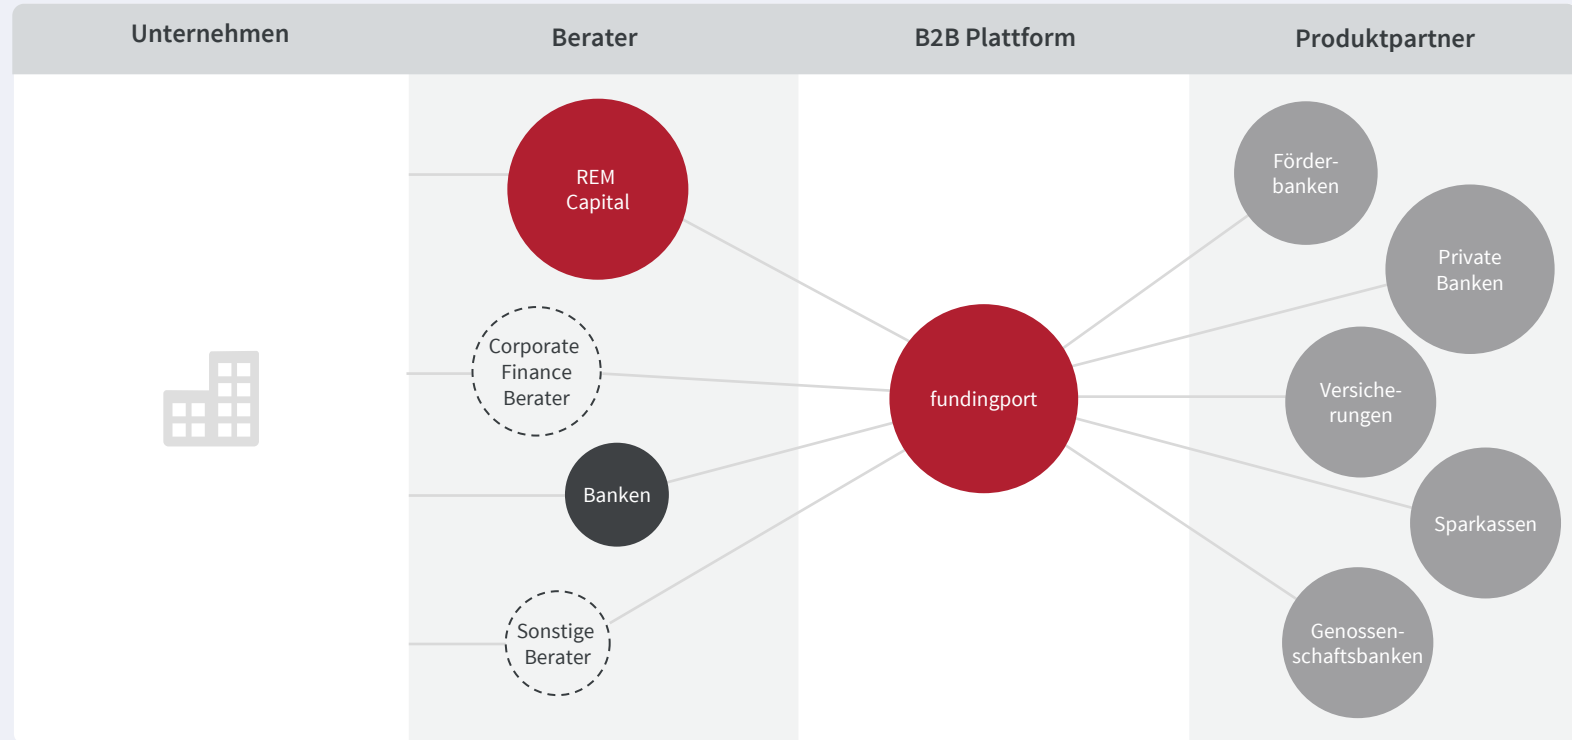 Unternehmen
Berater
B2B Plattform
Produktpartner
REM
Capital
Corporate
Finance
Berater
Banken
Sonstige
Berater
fundingport
Förder-
banken
Private
Banken
Versiche-
rungen
Sparkassen
Genossen-
schaftsbanken